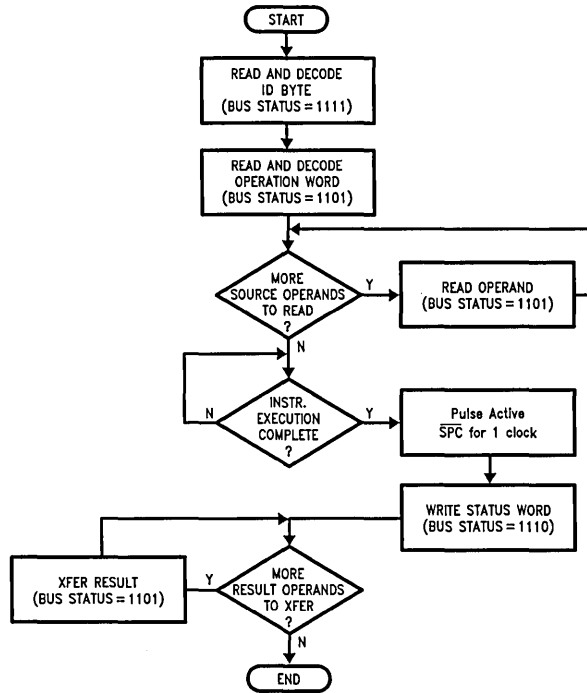 START
READ AND DECODE
ID BYTE
(BUS STATUS = 1111)
READ AND DECODE
OPERATION WORD
(BUS STATUS = 1101)
MORE
SOURCE OPERANDS
TO READ
?
Y
READ OPERAND
(BUS STATUS = 1101)
N
INSTR.
EXECUTION
COMPLETE
?
N
Y
Pulse Active
SPC for 1 clock
WRITE STATUS WORD
(BUS STATUS = 1110)
XFER RESULT
(BUS STATUS = 1101)
Y
MORE
RESULT OPERANDS
TO XFER
?
N
END